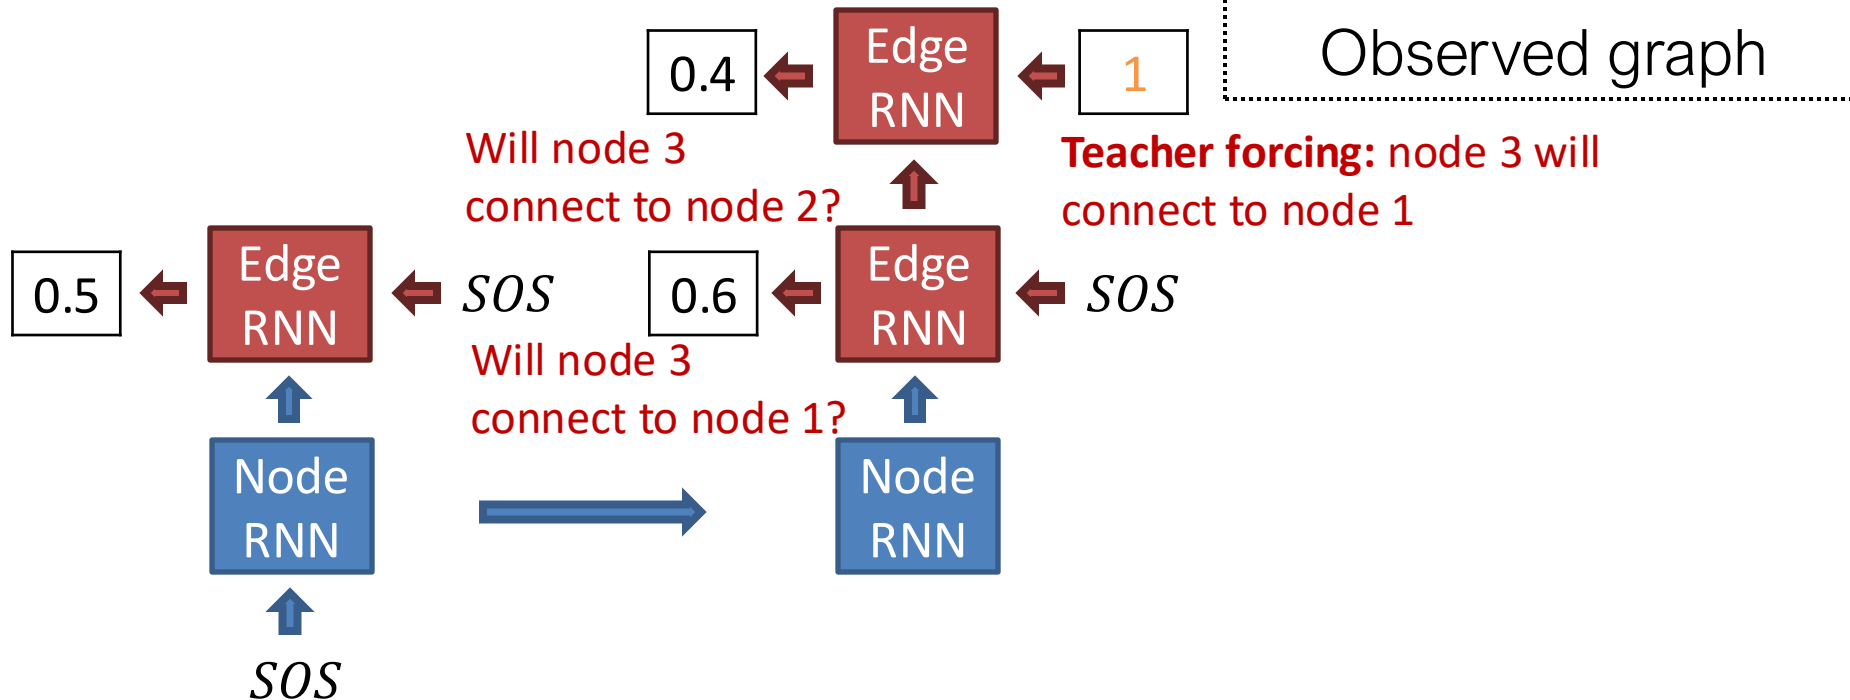 0.4
Edge
RNN
1
Observed graph
Will node 3
connect to node 2?
Teacher forcing: node 3 will
connect to node 1
0.5
Edge
RNN
SOS
0.6
Edge
RNN
SOS
Will node 3
connect to node 1?
Node
RNN
Node
RNN
SOS